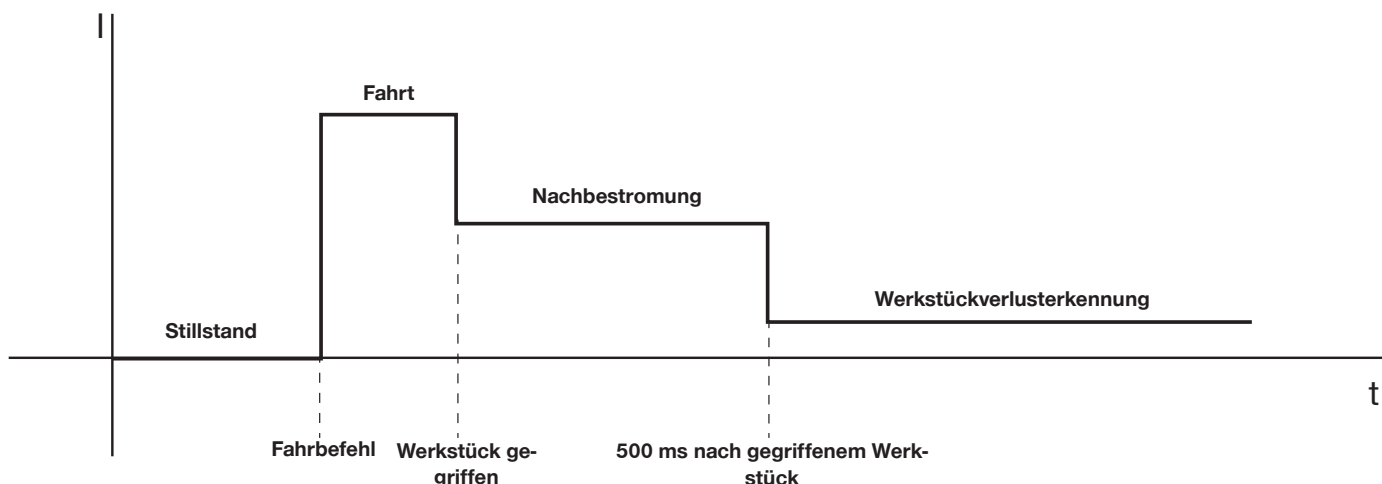 I
Fahrt
Nachbestromung
Werkstückverlusterkennung
Stillstand
t
Fahrbefehl
Werkstück ge-
griffen
500 ms nach gegriffenem Werk-
stück